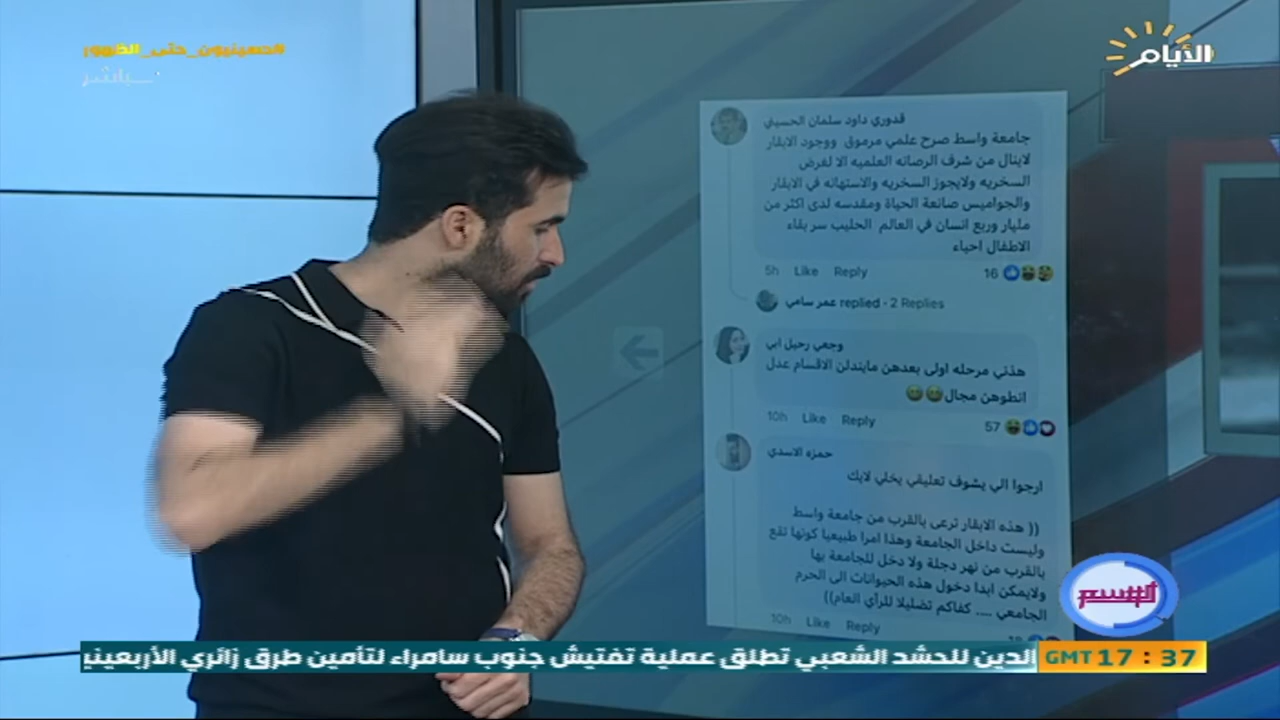 #حسينيون_حتى_الظهور
مباشر
الأيام
قدوري داود سلمان الحسيني
جامعة واسط صرح علمي مرموق ووجود الابقار
لاينال من شرف الرصانه العلميه الا لغرض
السخريه ولايجوز السخريه والاستهانه في الابقار
والجواميس صانعة الحياة ومقدسه لدى اكثر من
مليار وربع انسان في العالم الحليب سر بقاء
الاطفال احياء
5h Like Reply 16
عمر سامي replied · 2 Replies
وجعي رحيل ابي
هذني مرحله اولى بعدهن مايندلن الاقسام عدل
انطوهن مجال😂😂
10h Like Reply 57
حمزه الاسدي
ارجوا الي يشوف تعليقي يخلي لايك
(( هذه الابقار ترعى بالقرب من جامعة واسط
وليست داخل الجامعة وهذا امرا طبيعيا كونها تقع
بالقرب من نهر دجلة ولا دخل للجامعة بها
ولايمكن ابدا دخول هذه الحيوانات الى الحرم
الجامعي .... كفاكم تضليلا للرأي العام))
10h Like Reply
الدين للحشد الشعبي تطلق عملية تفتيش جنوب سامراء لتأمين طرق زائري الأربعينية
GMT 17 : 37